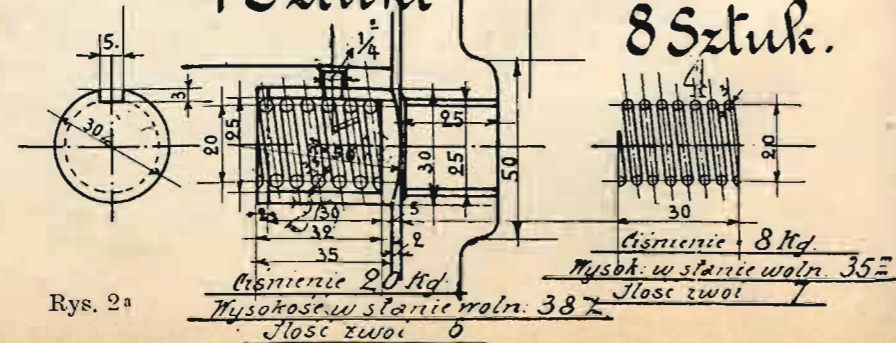 Sztuki
8 Sztuk.
5.
3
30
20
25
1/4"
56
30
32
35
5
2
25
30
25
50
20
30
Ciśnienie 20 Kg.
Wysokość w stanie woln. 38
Ilość zwoi 6
Ciśnienie 8 Kg.
Wysok. w stanie woln. 35
Ilość zwoi 7
Rys. 2a